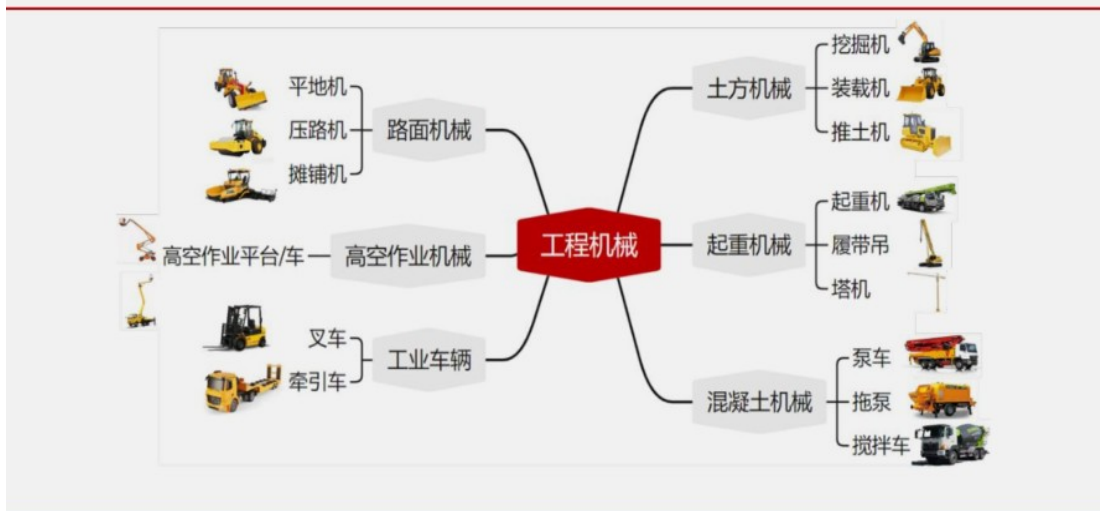 工程机械
路面机械
平地机
压路机
摊铺机
高空作业机械
高空作业平台/车
工业车辆
叉车
牵引车
土方机械
挖掘机
装载机
推土机
起重机械
起重机
履带吊
塔机
混凝土机械
泵车
拖泵
搅拌车